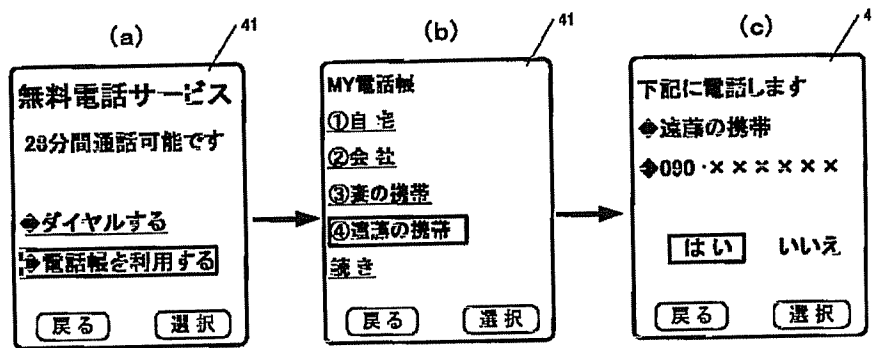 (a)
41
無料電話サービス
28分間通話可能です
ダイヤルする
電話帳を利用する
戻る 選択
(b)
41
MY電話帳
①自 宅
②会 社
③妻の携帯
④遠藤の携帯
続き
戻る 選択
(c)
4
下記に電話します
遠藤の携帯
090-××××××
はい いいえ
戻る 選択